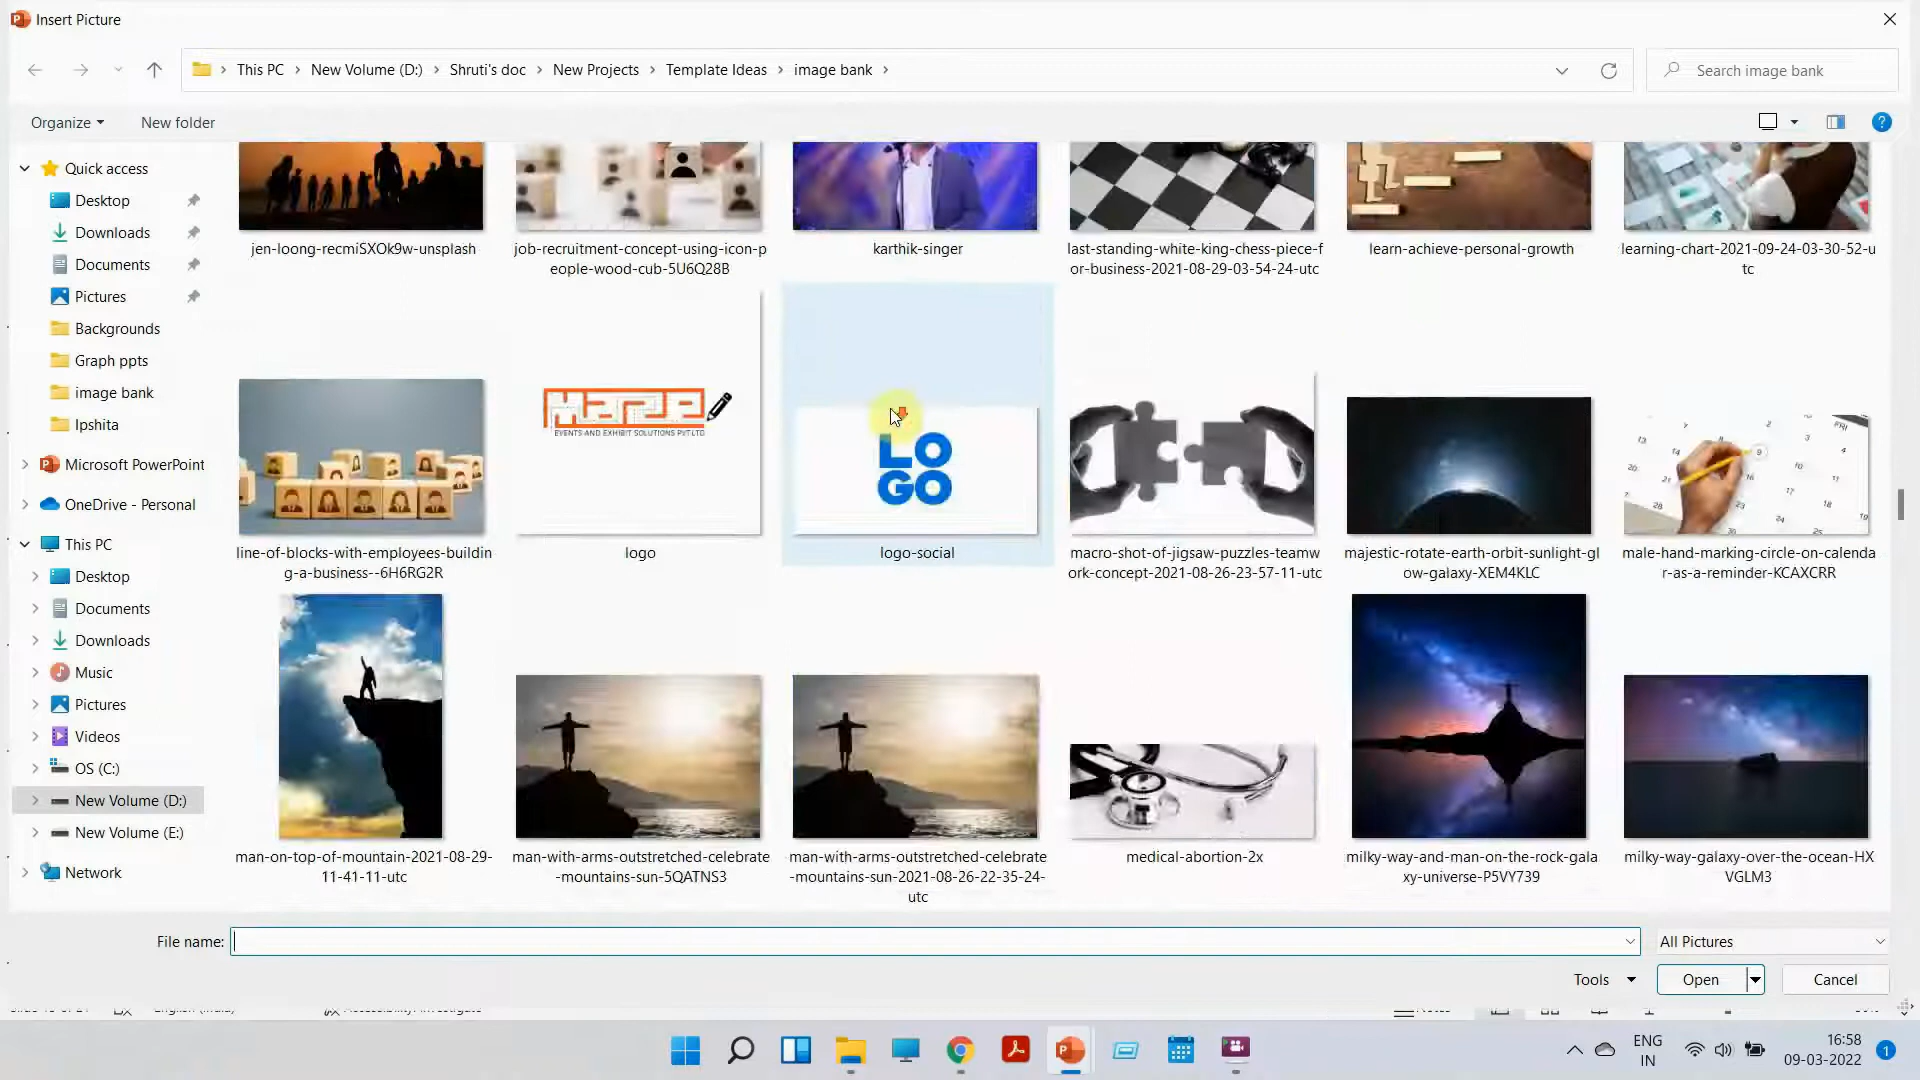 Insert Picture
This PC > New Volume (D:) > Shruti's doc > New Projects > Template Ideas > image bank >
Search image bank
Organize
New folder
Quick access
Desktop
Downloads
Documents
Pictures
Backgrounds
Graph ppts
image bank
Ipshita
Microsoft PowerPoint
OneDrive - Personal
This PC
Desktop
Documents
Downloads
Music
Pictures
Videos
OS (C:)
New Volume (D:)
New Volume (E:)
Network
jen-loong-recmiSXOk9w-unsplash
job-recruitment-concept-using-icon-p
eople-wood-cub-5U6Q28B
karthik-singer
last-standing-white-king-chess-piece-f
or-business-2021-08-29-03-54-24-utc
learn-achieve-personal-growth
learning-chart-2021-09-24-03-30-52-u
tc
Maze
EVENTS AND EXHIBIT SOLUTIONS PVT LTD
LO
GO
line-of-blocks-with-employees-buildin
g-a-business--6H6RG2R
logo
logo-social
macro-shot-of-jigsaw-puzzles-teamw
ork-concept-2021-08-26-23-57-11-utc
majestic-rotate-earth-orbit-sunlight-gl
ow-galaxy-XEM4KLC
male-hand-marking-circle-on-calenda
r-as-a-reminder-KCAXCRR
man-on-top-of-mountain-2021-08-29-
11-41-11-utc
man-with-arms-outstretched-celebrate
-mountains-sun-5QATNS3
man-with-arms-outstretched-celebrate
-mountains-sun-2021-08-26-22-35-24-
utc
medical-abortion-2x
milky-way-and-man-on-the-rock-gala
xy-universe-P5VY739
milky-way-galaxy-over-the-ocean-HX
VGLM3
File name:
All Pictures
Tools
Open
Cancel
ENG
IN
16:58
09-03-2022
1